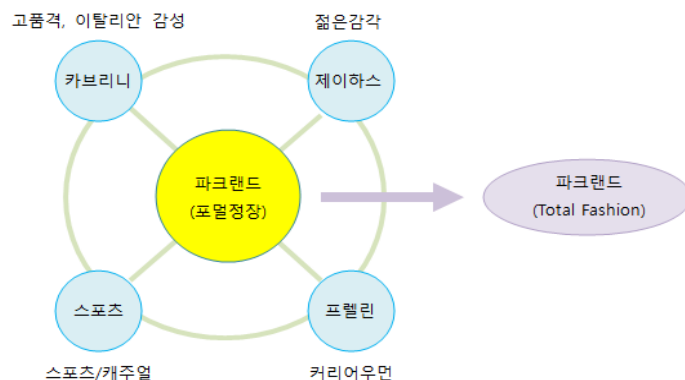 고품격, 이탈리안 감성
젊은감각
카브리니
제이하스
파크랜드
(포멀정장)
파크랜드
(Total Fashion)
스포츠
프렐린
스포츠/캐주얼
커리어우먼